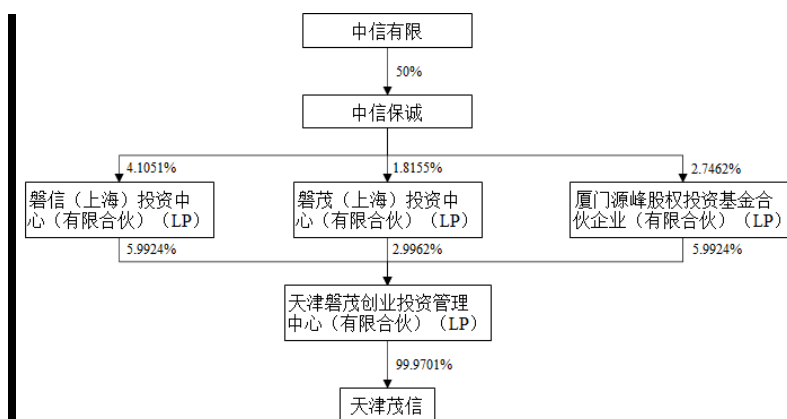 中信有限
50%
中信保诚
4.1051%
1.8155%
2.7462%
磐信（上海）投资中
心（有限合伙）（LP）
磐茂（上海）投资中
心（有限合伙）（LP）
厦门源峰股权投资基金合
伙企业（有限合伙）（LP）
5.9924%
2.9962%
5.9924%
天津磐茂创业投资管理
中心（有限合伙）（LP）
99.9701%
天津茂信